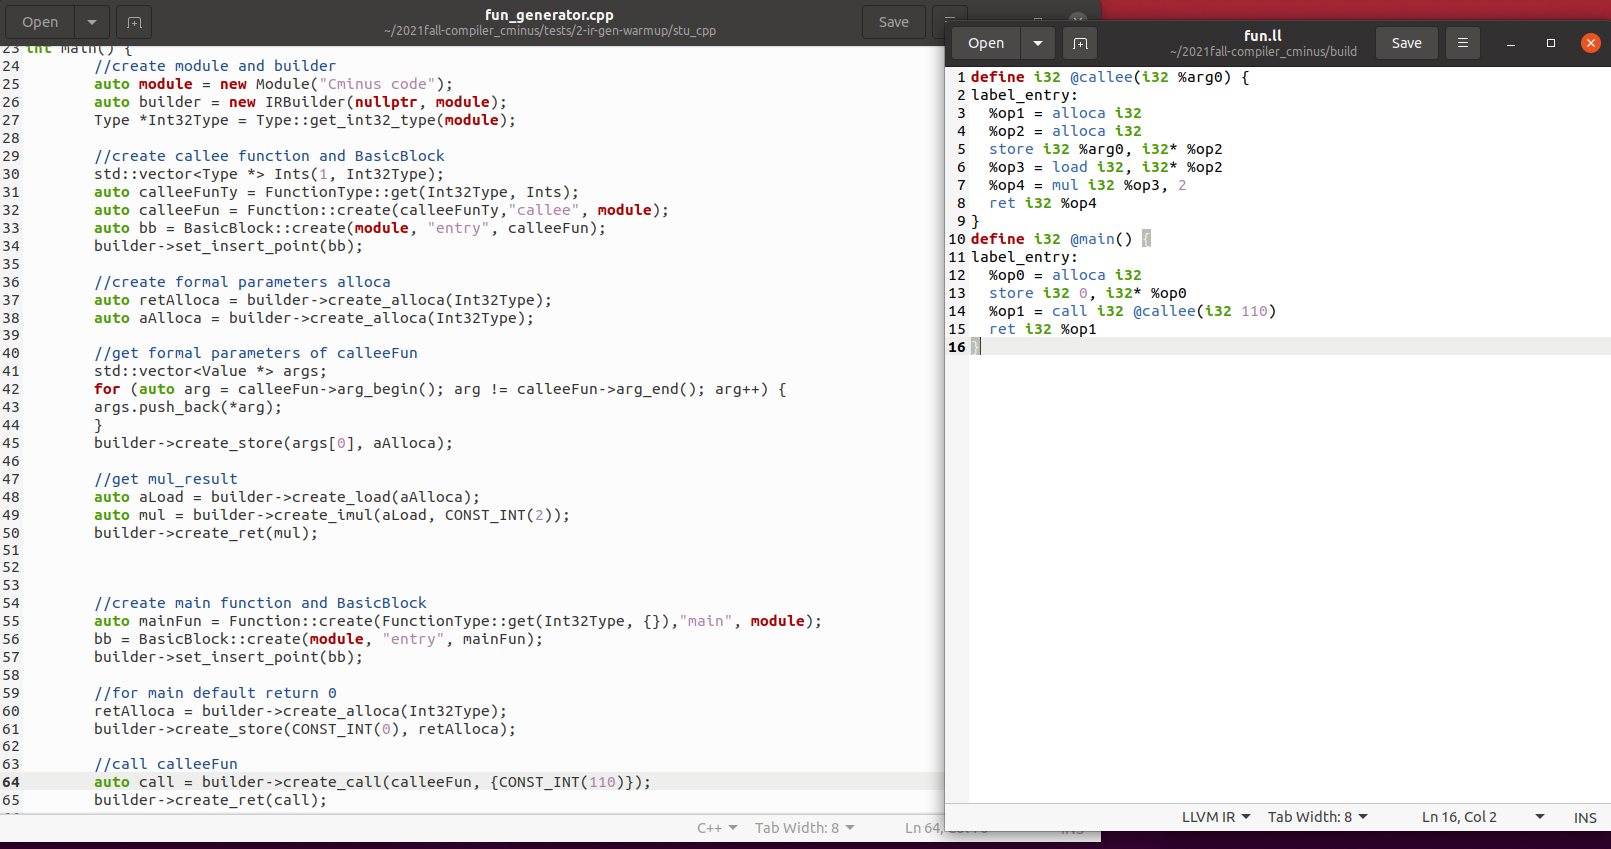 Open
fun_generator.cpp
~/2021fall-compiler_cminus/tests/2-ir-gen-warmup/stu_cpp
Save
23 int main() {
24 //create module and builder
25 auto module = new Module("Cminus code");
26 auto builder = new IRBuilder(nullptr, module);
27 Type *Int32Type = Type::get_int32_type(module);
28
29 //create callee function and BasicBlock
30 std::vector<Type *> Ints(1, Int32Type);
31 auto calleeFunTy = FunctionType::get(Int32Type, Ints);
32 auto calleeFun = Function::create(calleeFunTy,"callee", module);
33 auto bb = BasicBlock::create(module, "entry", calleeFun);
34 builder->set_insert_point(bb);
35
36 //create formal parameters alloca
37 auto retAlloca = builder->create_alloca(Int32Type);
38 auto aAlloca = builder->create_alloca(Int32Type);
39
40 //get formal parameters of calleeFun
41 std::vector<Value *> args;
42 for (auto arg = calleeFun->arg_begin(); arg != calleeFun->arg_end(); arg++) {
43 args.push_back(*arg);
44 }
45 builder->create_store(args[0], aAlloca);
46
47 //get mul_result
48 auto aLoad = builder->create_load(aAlloca);
49 auto mul = builder->create_imul(aLoad, CONST_INT(2));
50 builder->create_ret(mul);
51
52
53
54 //create main function and BasicBlock
55 auto mainFun = Function::create(FunctionType::get(Int32Type, {}),"main", module);
56 bb = BasicBlock::create(module, "entry", mainFun);
57 builder->set_insert_point(bb);
58
59 //for main default return 0
60 retAlloca = builder->create_alloca(Int32Type);
61 builder->create_store(CONST_INT(0), retAlloca);
62
63 //call calleeFun
64 auto call = builder->create_call(calleeFun, {CONST_INT(110)});
65 builder->create_ret(call);
C++ Tab Width: 8 Ln 64,
Open
fun.ll
~/2021fall-compiler_cminus/build
Save
1 define i32 @callee(i32 %arg0) {
2 label_entry:
3 %op1 = alloca i32
4 %op2 = alloca i32
5 store i32 %arg0, i32* %op2
6 %op3 = load i32, i32* %op2
7 %op4 = mul i32 %op3, 2
8 ret i32 %op4
9 }
10 define i32 @main() {
11 label_entry:
12 %op0 = alloca i32
13 store i32 0, i32* %op0
14 %op1 = call i32 @callee(i32 110)
15 ret i32 %op1
16 }
LLVM IR Tab Width: 8 Ln 16, Col 2 INS